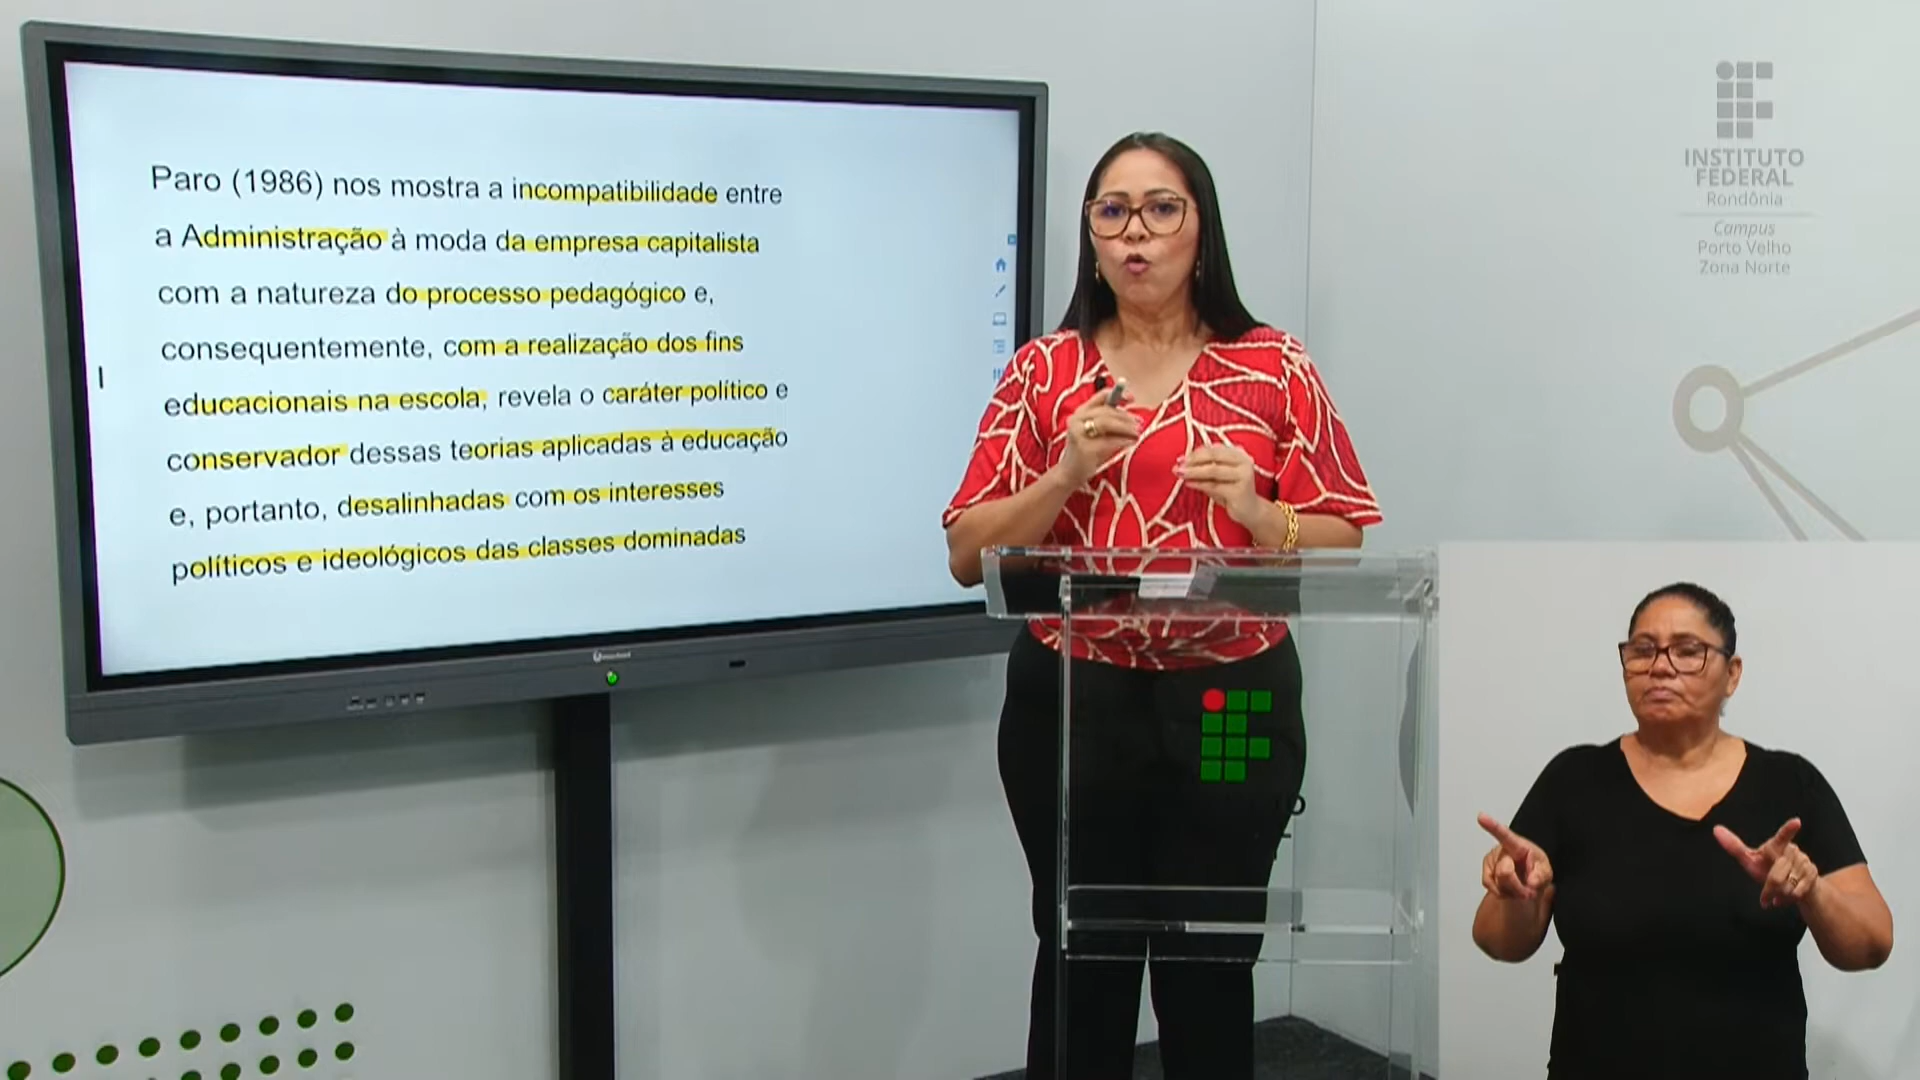 Paro (1986) nos mostra a incompatibilidade entre
a Administração à moda da empresa capitalista
com a natureza do processo pedagógico e,
consequentemente, com a realização dos fins
educacionais na escola, revela o caráter político e
conservador dessas teorias aplicadas à educação
e, portanto, desalinhadas com os interesses
políticos e ideológicos das classes dominadas
INSTITUTO
FEDERAL
Rondônia
Campus
Porto Velho
Zona Norte